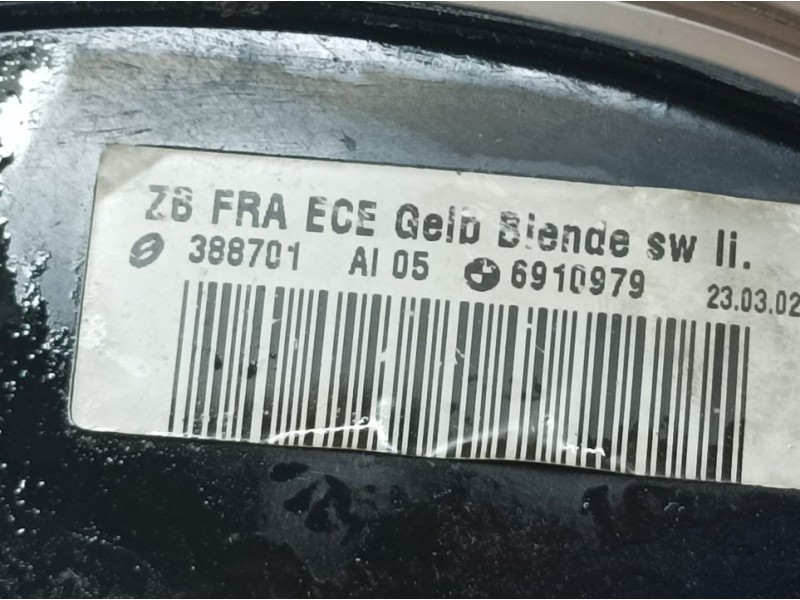 ZB FRA ECE Gelb Blende sw li.
388701 AI 05 6910979 23.03.02